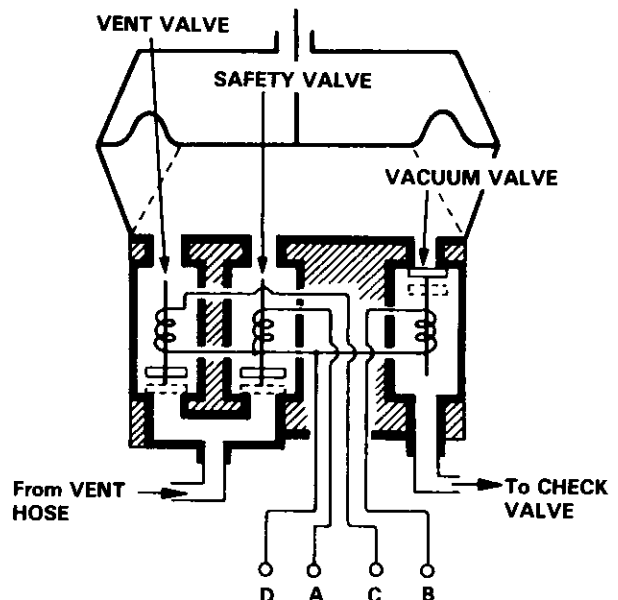 VENT VALVE
SAFETY VALVE
VACUUM VALVE
From VENT
HOSE
To CHECK
VALVE
D A C B